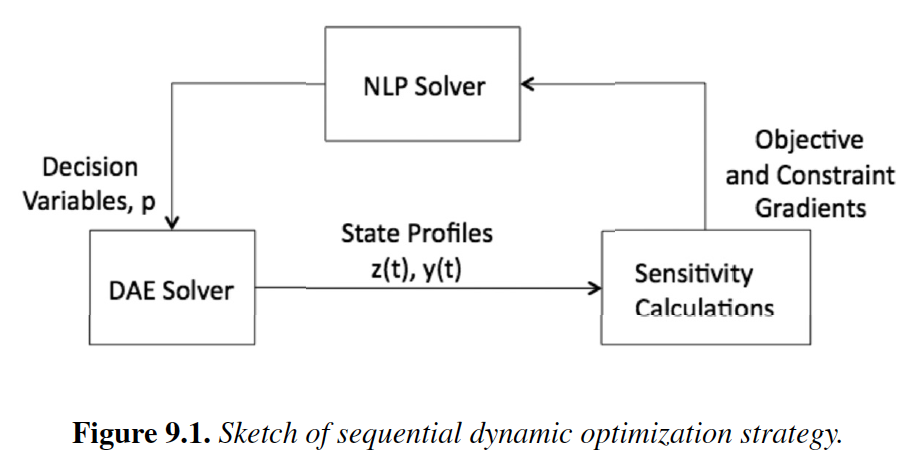 NLP Solver
Decision
Variables, p
Objective
and Constraint
Gradients
State Profiles
z(t), y(t)
DAE Solver
Sensitivity
Calculations
Figure 9.1. Sketch of sequential dynamic optimization strategy.